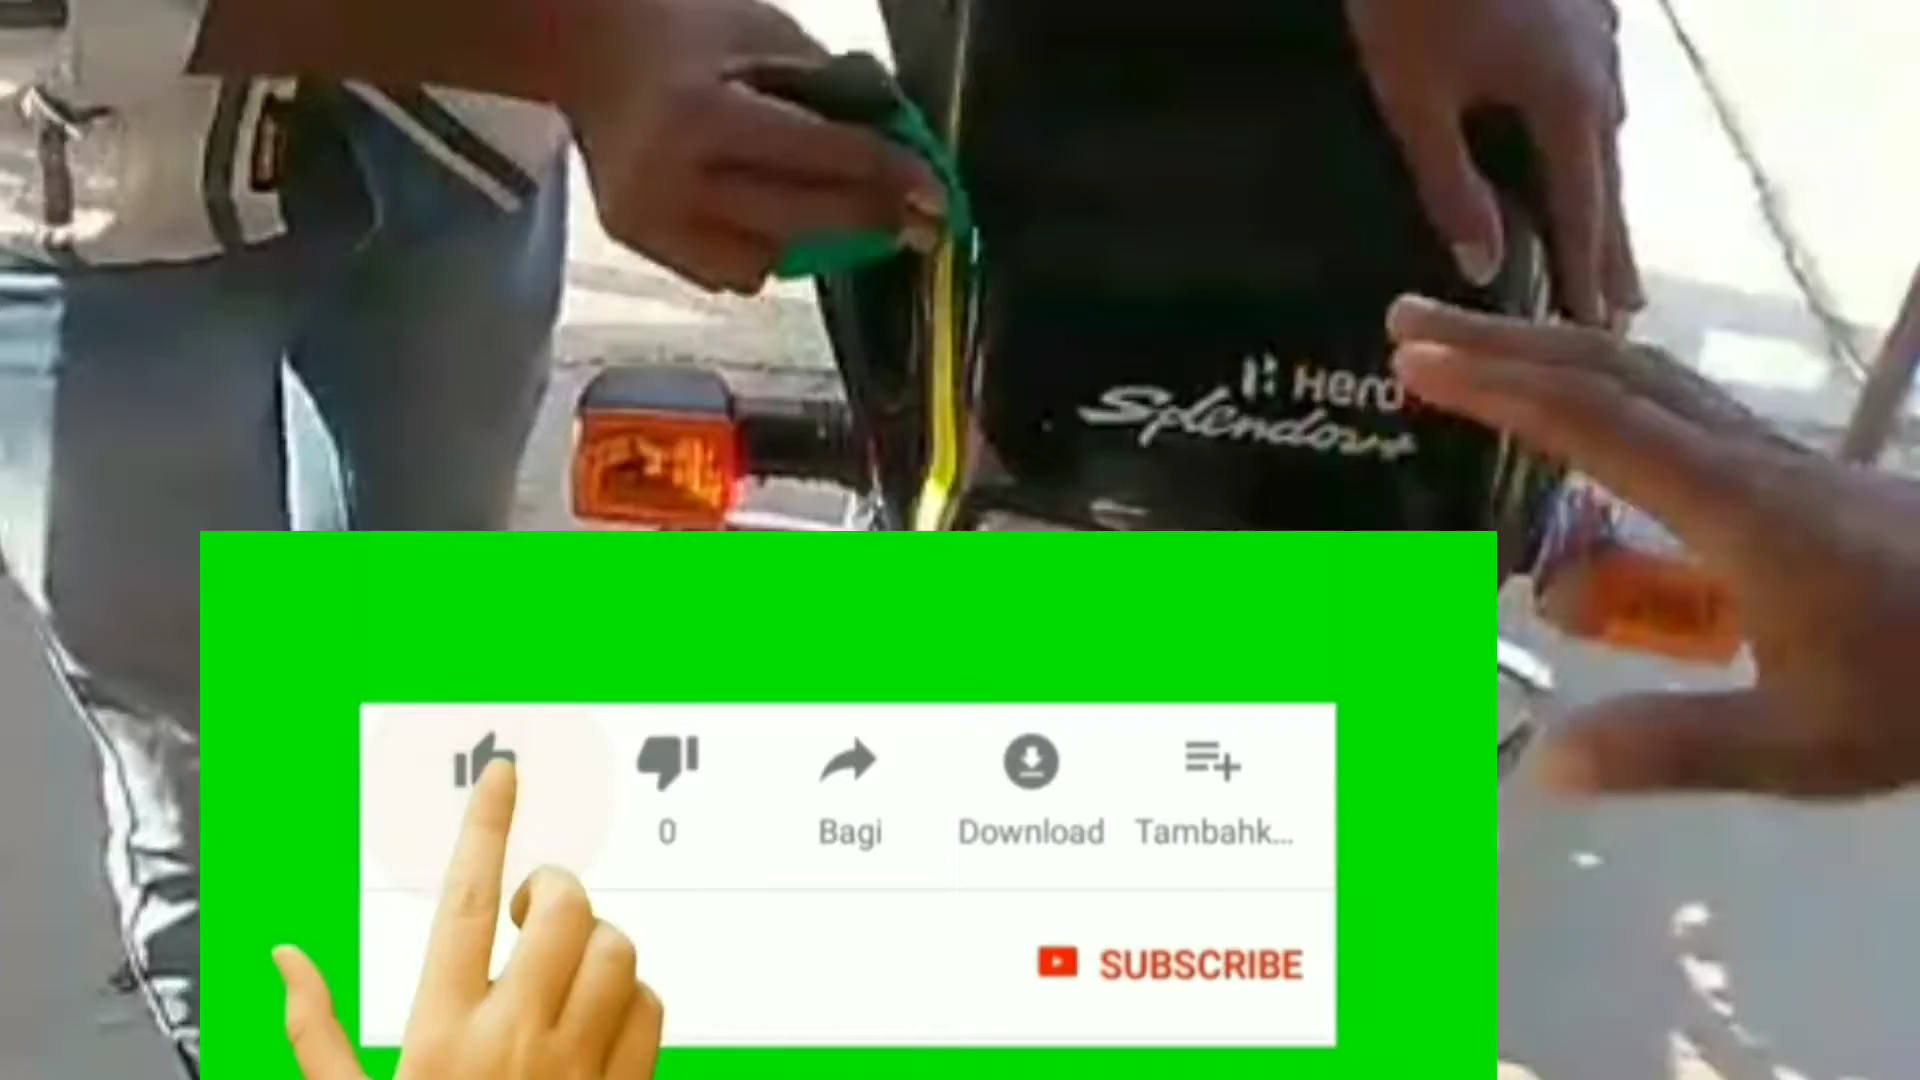 Hero
Splendor+
0
Bagi
Download
Tambahk...
SUBSCRIBE